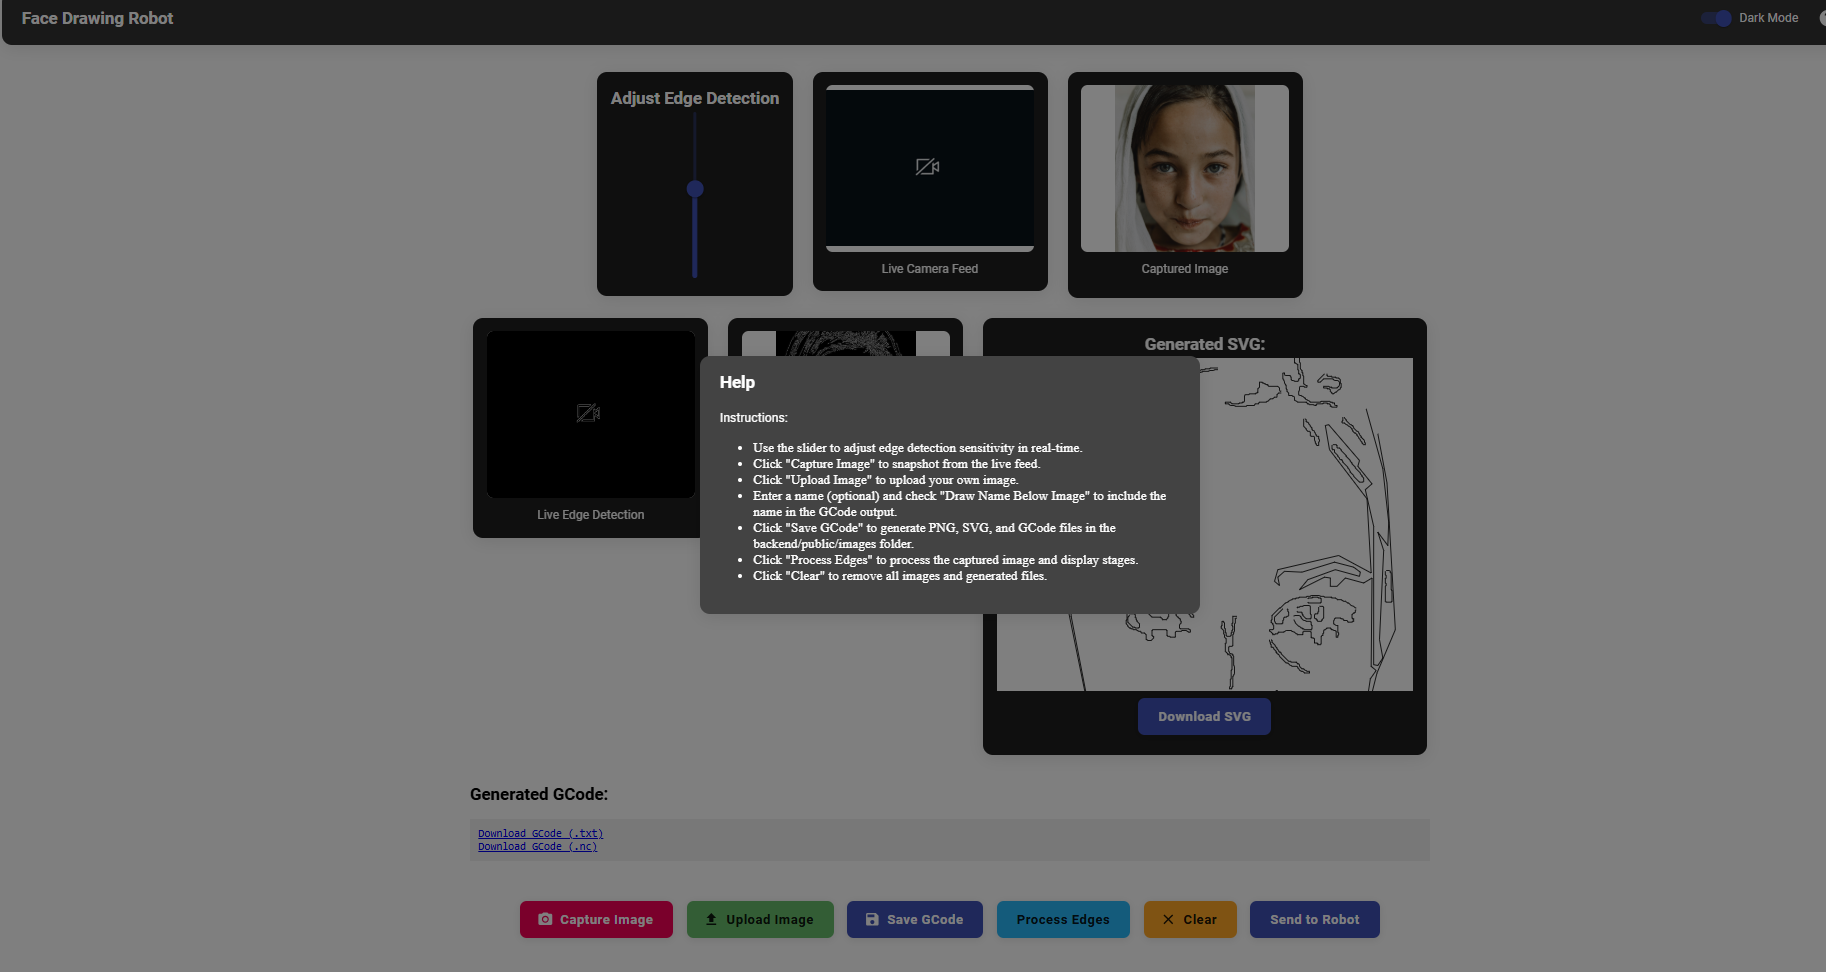 Face Drawing Robot
Dark Mode
Adjust Edge Detection
Live Camera Feed
Captured Image
Live Edge Detection
Generated SVG:
Help
Instructions:
Use the slider to adjust edge detection sensitivity in real-time.
Click "Capture Image" to snapshot from the live feed.
Click "Upload Image" to upload your own image.
Enter a name (optional) and check "Draw Name Below Image" to include the
name in the GCode output.
Click "Save GCode" to generate PNG, SVG, and GCode files in the
backend/public/images folder.
Click "Process Edges" to process the captured image and display stages.
Click "Clear" to remove all images and generated files.
Download SVG
Generated GCode:
Download GCode (.txt)
Download GCode (.nc)
Capture Image
Upload Image
Save GCode
Process Edges
Clear
Send to Robot